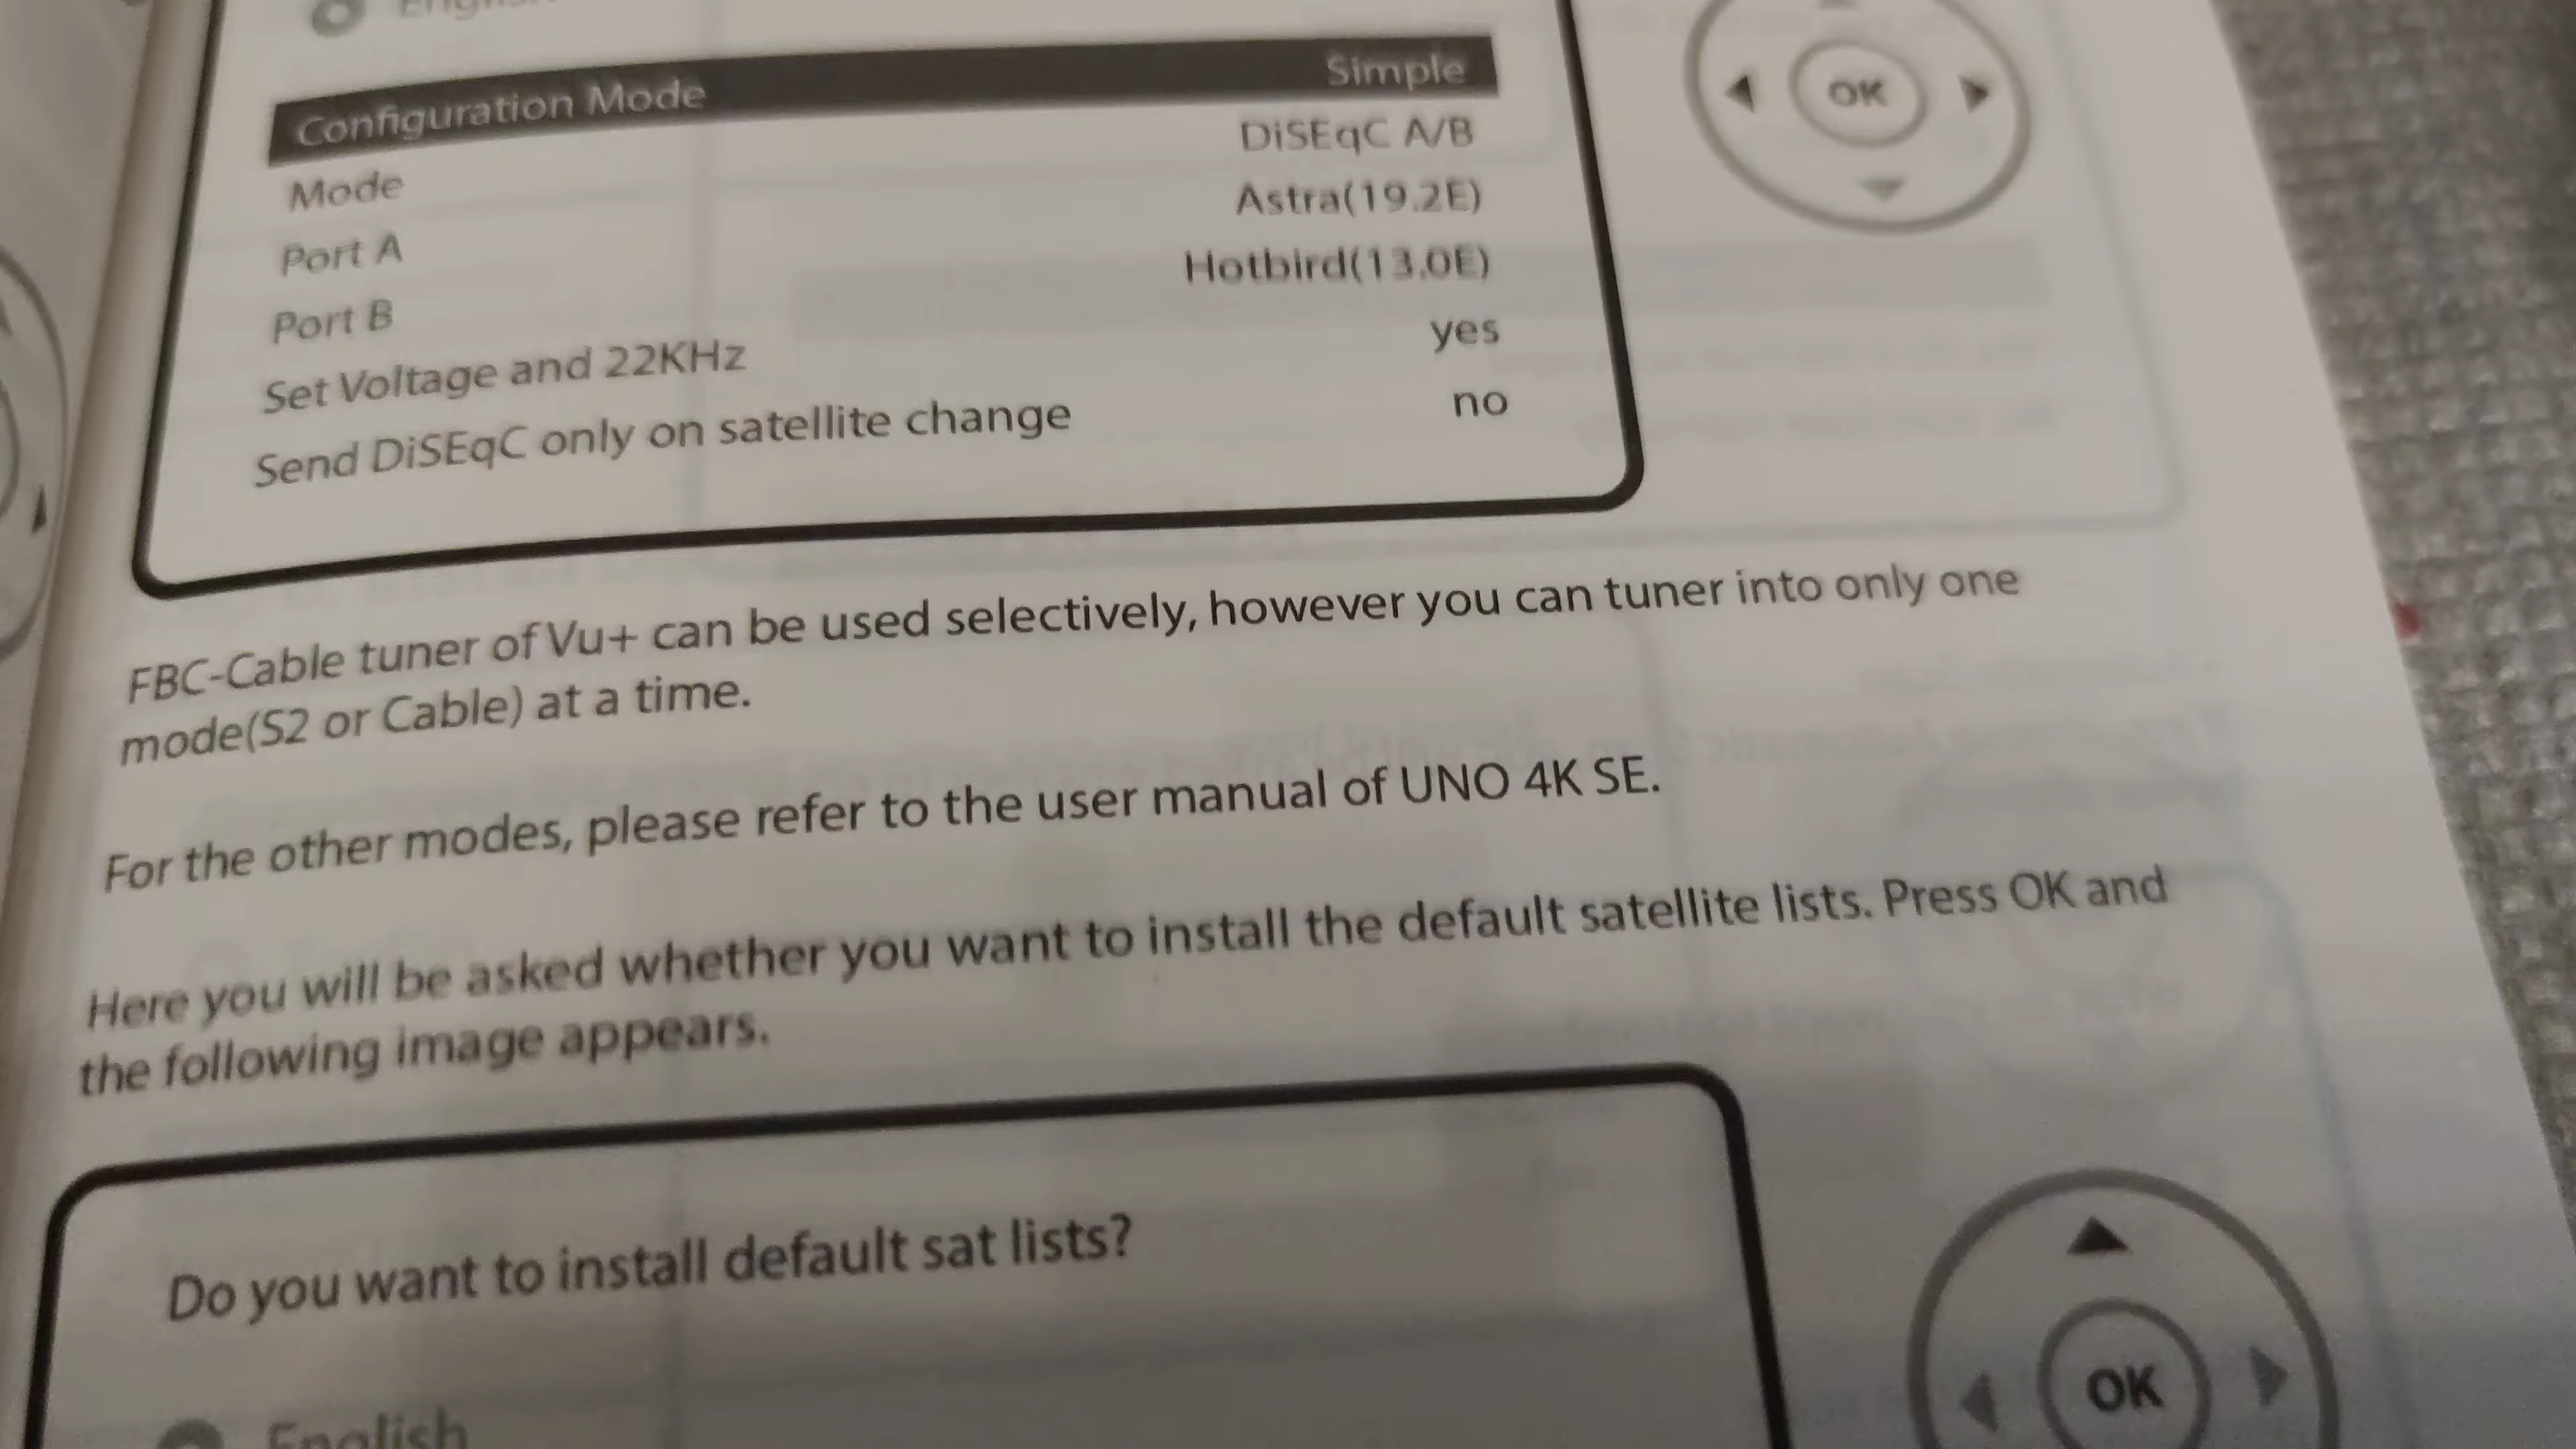 English
Configuration Mode Simple
Mode DiSEqC A/B
Port A Astra(19.2E)
Port B Hotbird(13.0E)
Set Voltage and 22KHz yes
Send DiSEqC only on satellite change no
OK
FBC-Cable tuner of Vu+ can be used selectively, however you can tuner into only one
mode(S2 or Cable) at a time.
For the other modes, please refer to the user manual of UNO 4K SE.
Here you will be asked whether you want to install the default satellite lists. Press OK and
the following image appears.
Do you want to install default sat lists?
English
OK